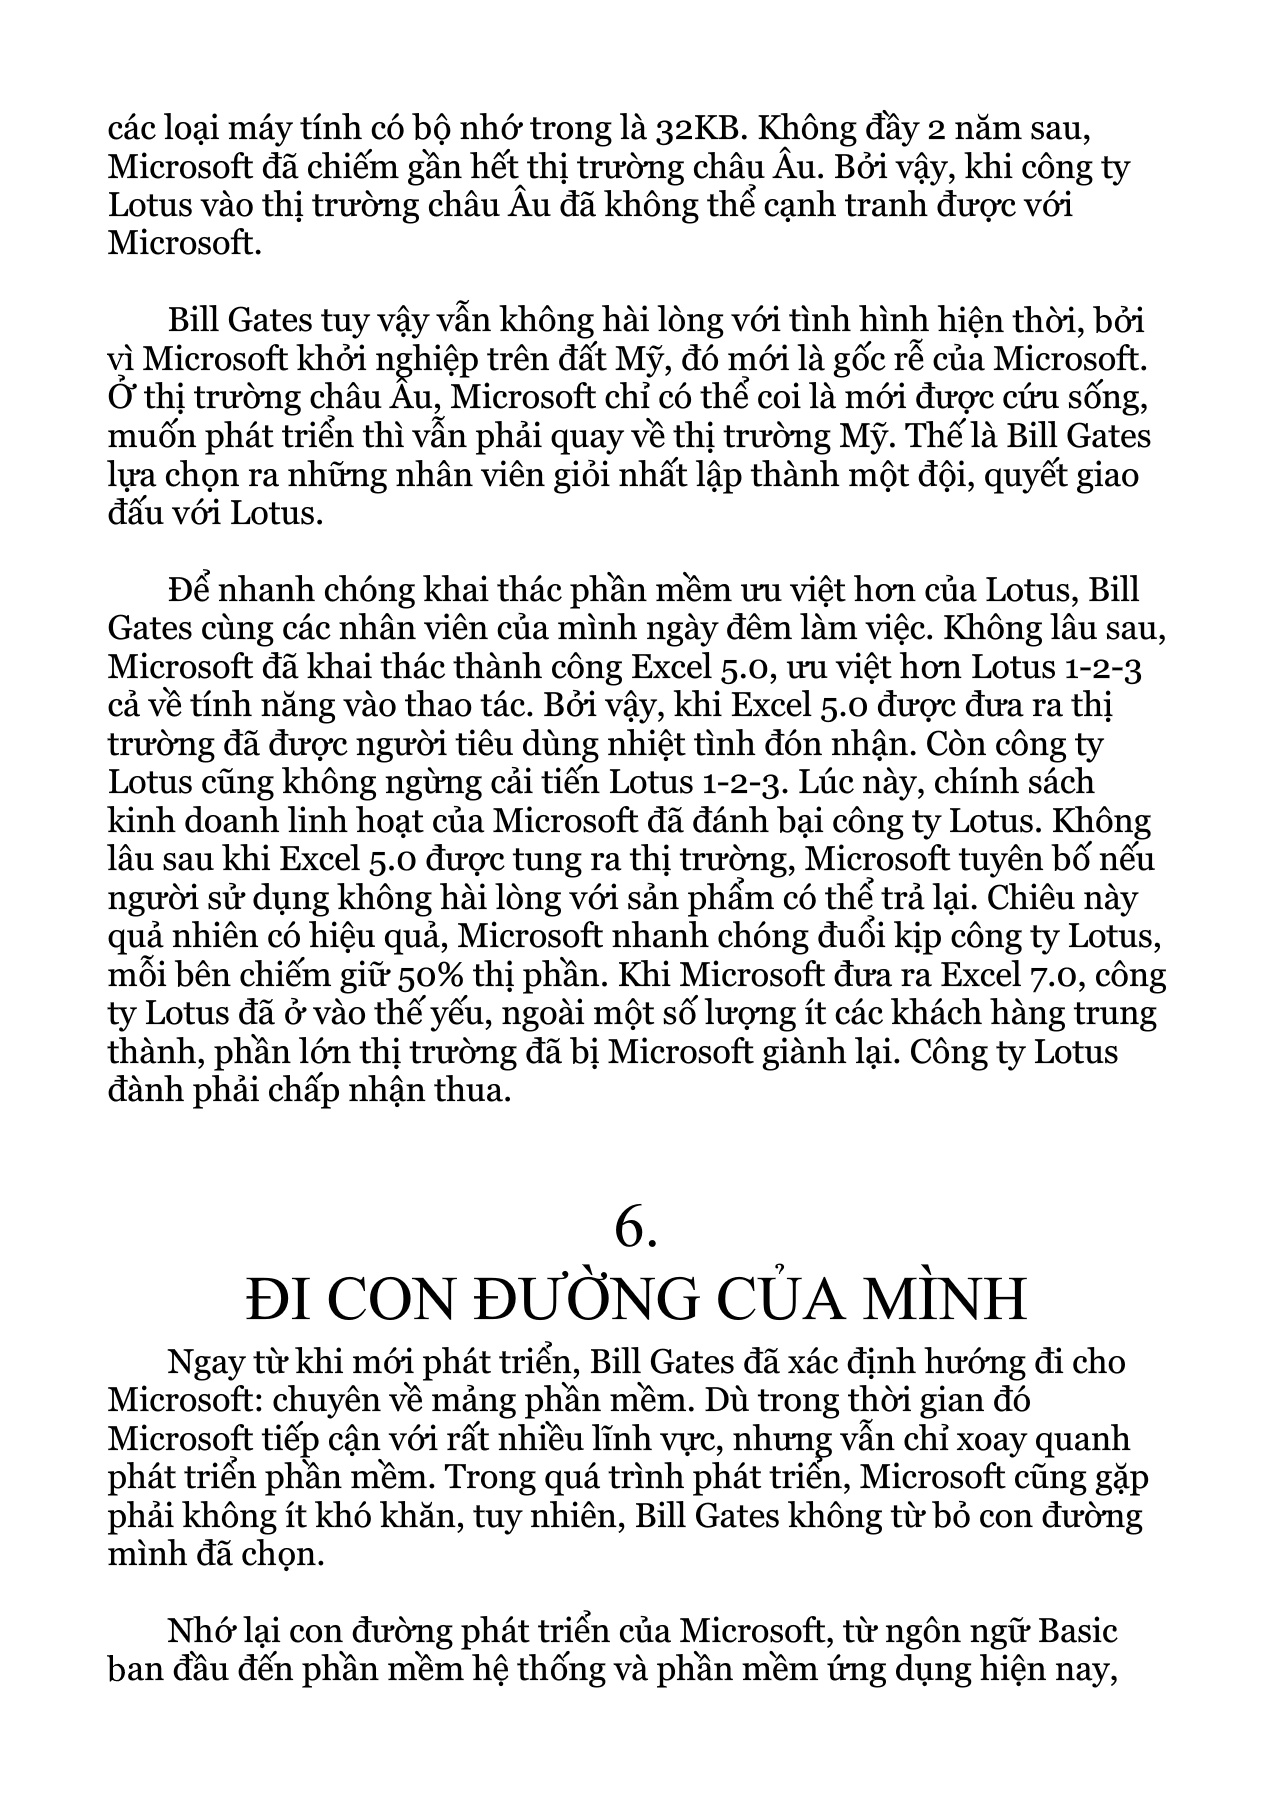 các loại máy tính có bộ nhớ trong là 32KB. Không đầy 2 năm sau,
Microsoft đã chiếm gần hết thị trường châu Âu. Bởi vậy, khi công ty
Lotus vào thị trường châu Âu đã không thể cạnh tranh được với
Microsoft.
Bill Gates tuy vậy vẫn không hài lòng với tình hình hiện thời, bởi
vì Microsoft khởi nghiệp trên đất Mỹ, đó mới là gốc rễ của Microsoft.
Ở thị trường châu Âu, Microsoft chỉ có thể coi là mới được cứu sống,
muốn phát triển thì vẫn phải quay về thị trường Mỹ. Thế là Bill Gates
lựa chọn ra những nhân viên giỏi nhất lập thành một đội, quyết giao
đấu với Lotus.
Để nhanh chóng khai thác phần mềm ưu việt hơn của Lotus, Bill
Gates cùng các nhân viên của mình ngày đêm làm việc. Không lâu sau,
Microsoft đã khai thác thành công Excel 5.0, ưu việt hơn Lotus 1-2-3
cả về tính năng vào thao tác. Bởi vậy, khi Excel 5.0 được đưa ra thị
trường đã được người tiêu dùng nhiệt tình đón nhận. Còn công ty
Lotus cũng không ngừng cải tiến Lotus 1-2-3. Lúc này, chính sách
kinh doanh linh hoạt của Microsoft đã đánh bại công ty Lotus. Không
lâu sau khi Excel 5.0 được tung ra thị trường, Microsoft tuyên bố nếu
người sử dụng không hài lòng với sản phẩm có thể trả lại. Chiêu này
quả nhiên có hiệu quả, Microsoft nhanh chóng đuổi kịp công ty Lotus,
mỗi bên chiếm giữ 50% thị phần. Khi Microsoft đưa ra Excel 7.0, công
ty Lotus đã ở vào thế yếu, ngoài một số lượng ít các khách hàng trung
thành, phần lớn thị trường đã bị Microsoft giành lại. Công ty Lotus
đành phải chấp nhận thua.
6.
ĐI CON ĐƯỜNG CỦA MÌNH
Ngay từ khi mới phát triển, Bill Gates đã xác định hướng đi cho
Microsoft: chuyên về mảng phần mềm. Dù trong thời gian đó
Microsoft tiếp cận với rất nhiều lĩnh vực, nhưng vẫn chỉ xoay quanh
phát triển phần mềm. Trong quá trình phát triển, Microsoft cũng gặp
phải không ít khó khăn, tuy nhiên, Bill Gates không từ bỏ con đường
mình đã chọn.
Nhớ lại con đường phát triển của Microsoft, từ ngôn ngữ Basic
ban đầu đến phần mềm hệ thống và phần mềm ứng dụng hiện nay,